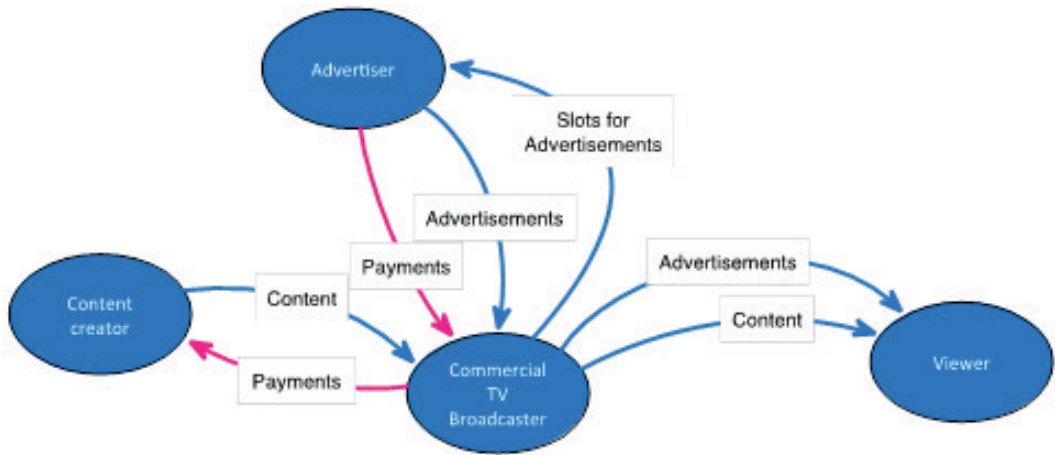 Advertiser
Slots for
Advertisements
Advertisements
Payments
Advertisements
Content
creator
Content
Content
Payments
Commercial
TV
Broadcaster
Viewer